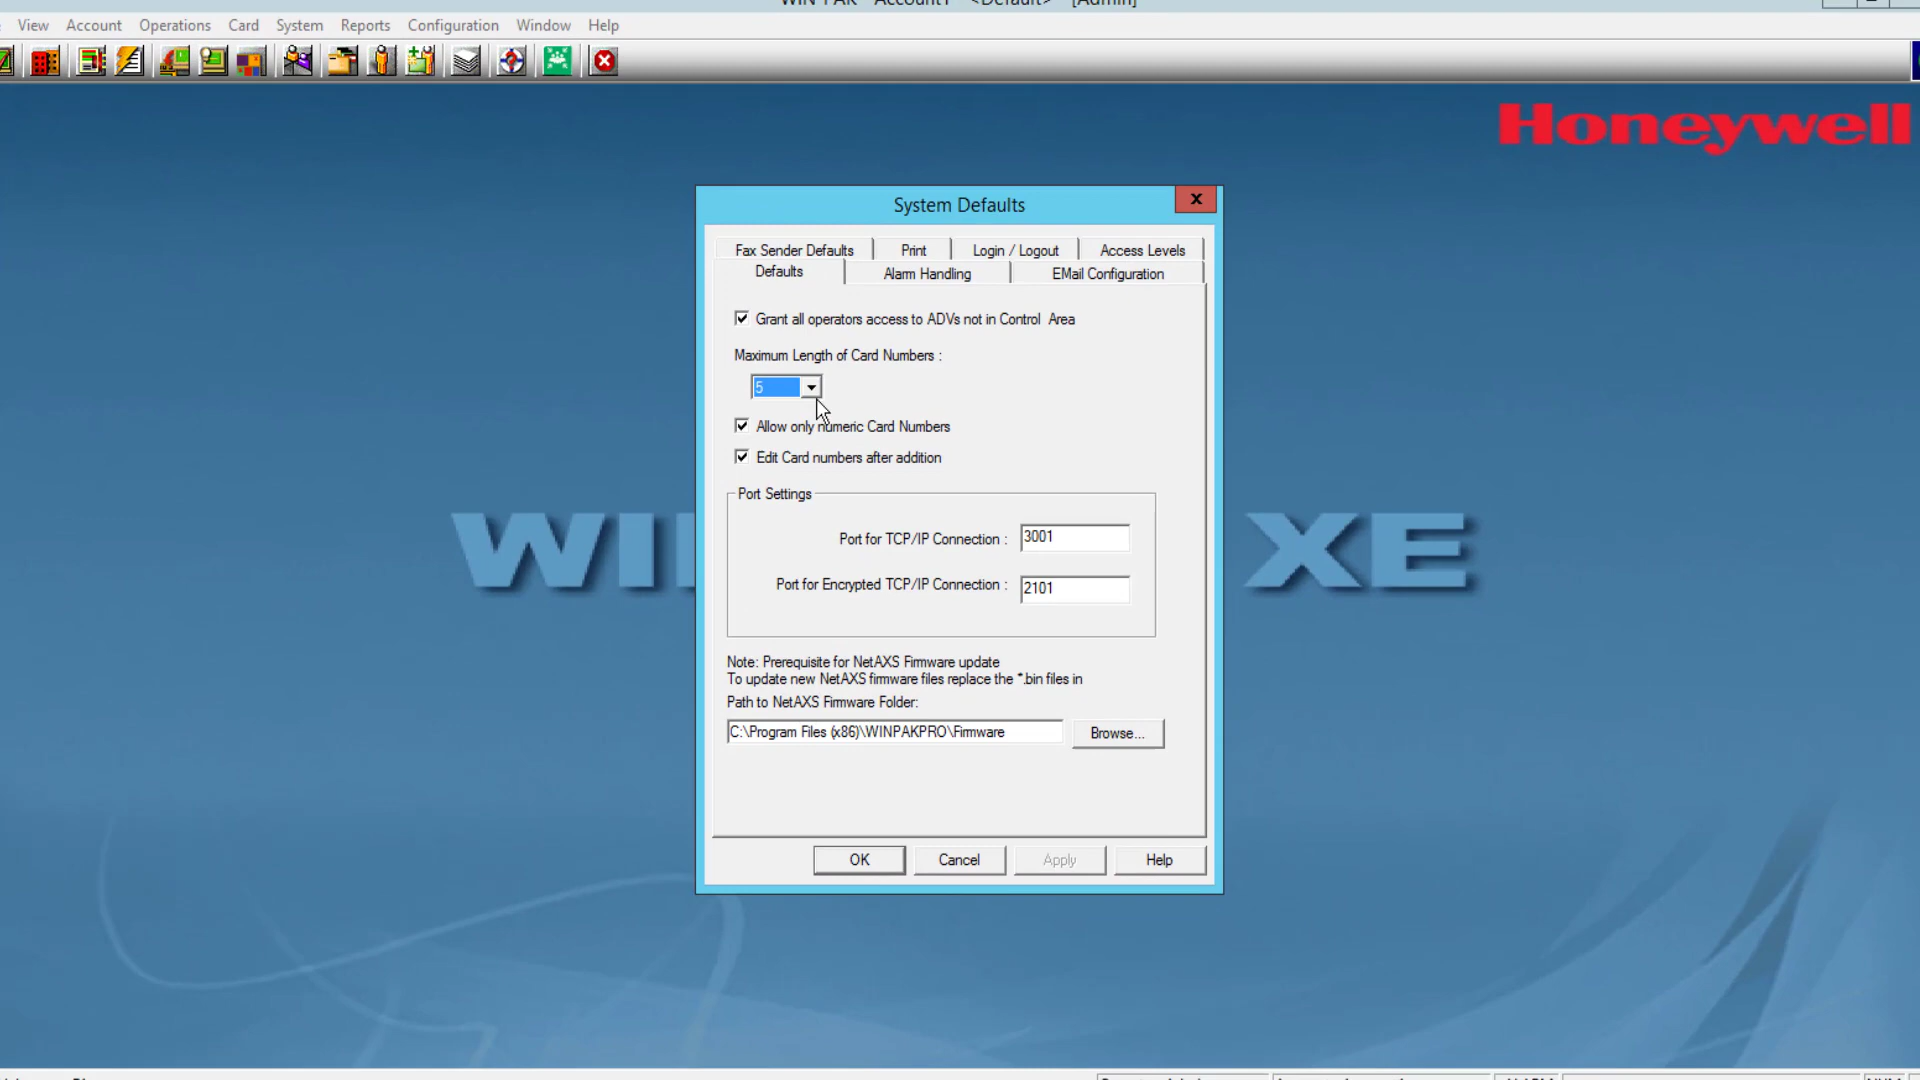 WIN-PAK - Account1 - <Default> - [Admin]
View Account Operations Card System Reports Configuration Window Help
Honeywell
System Defaults
x
Fax Sender Defaults Print Login / Logout Access Levels
Defaults Alarm Handling EMail Configuration
Grant all operators access to ADVs not in Control Area
Maximum Length of Card Numbers :
5
Allow only numeric Card Numbers
Edit Card numbers after addition
Port Settings
Port for TCP/IP Connection : 3001
WI XE
Port for Encrypted TCP/IP Connection : 2101
Note: Prerequisite for NetAXS Firmware update
To update new NetAXS firmware files replace the *.bin files in
Path to NetAXS Firmware Folder:
C:\Program Files (x86)\WINPAKPRO\Firmware Browse...
OK Cancel Apply Help